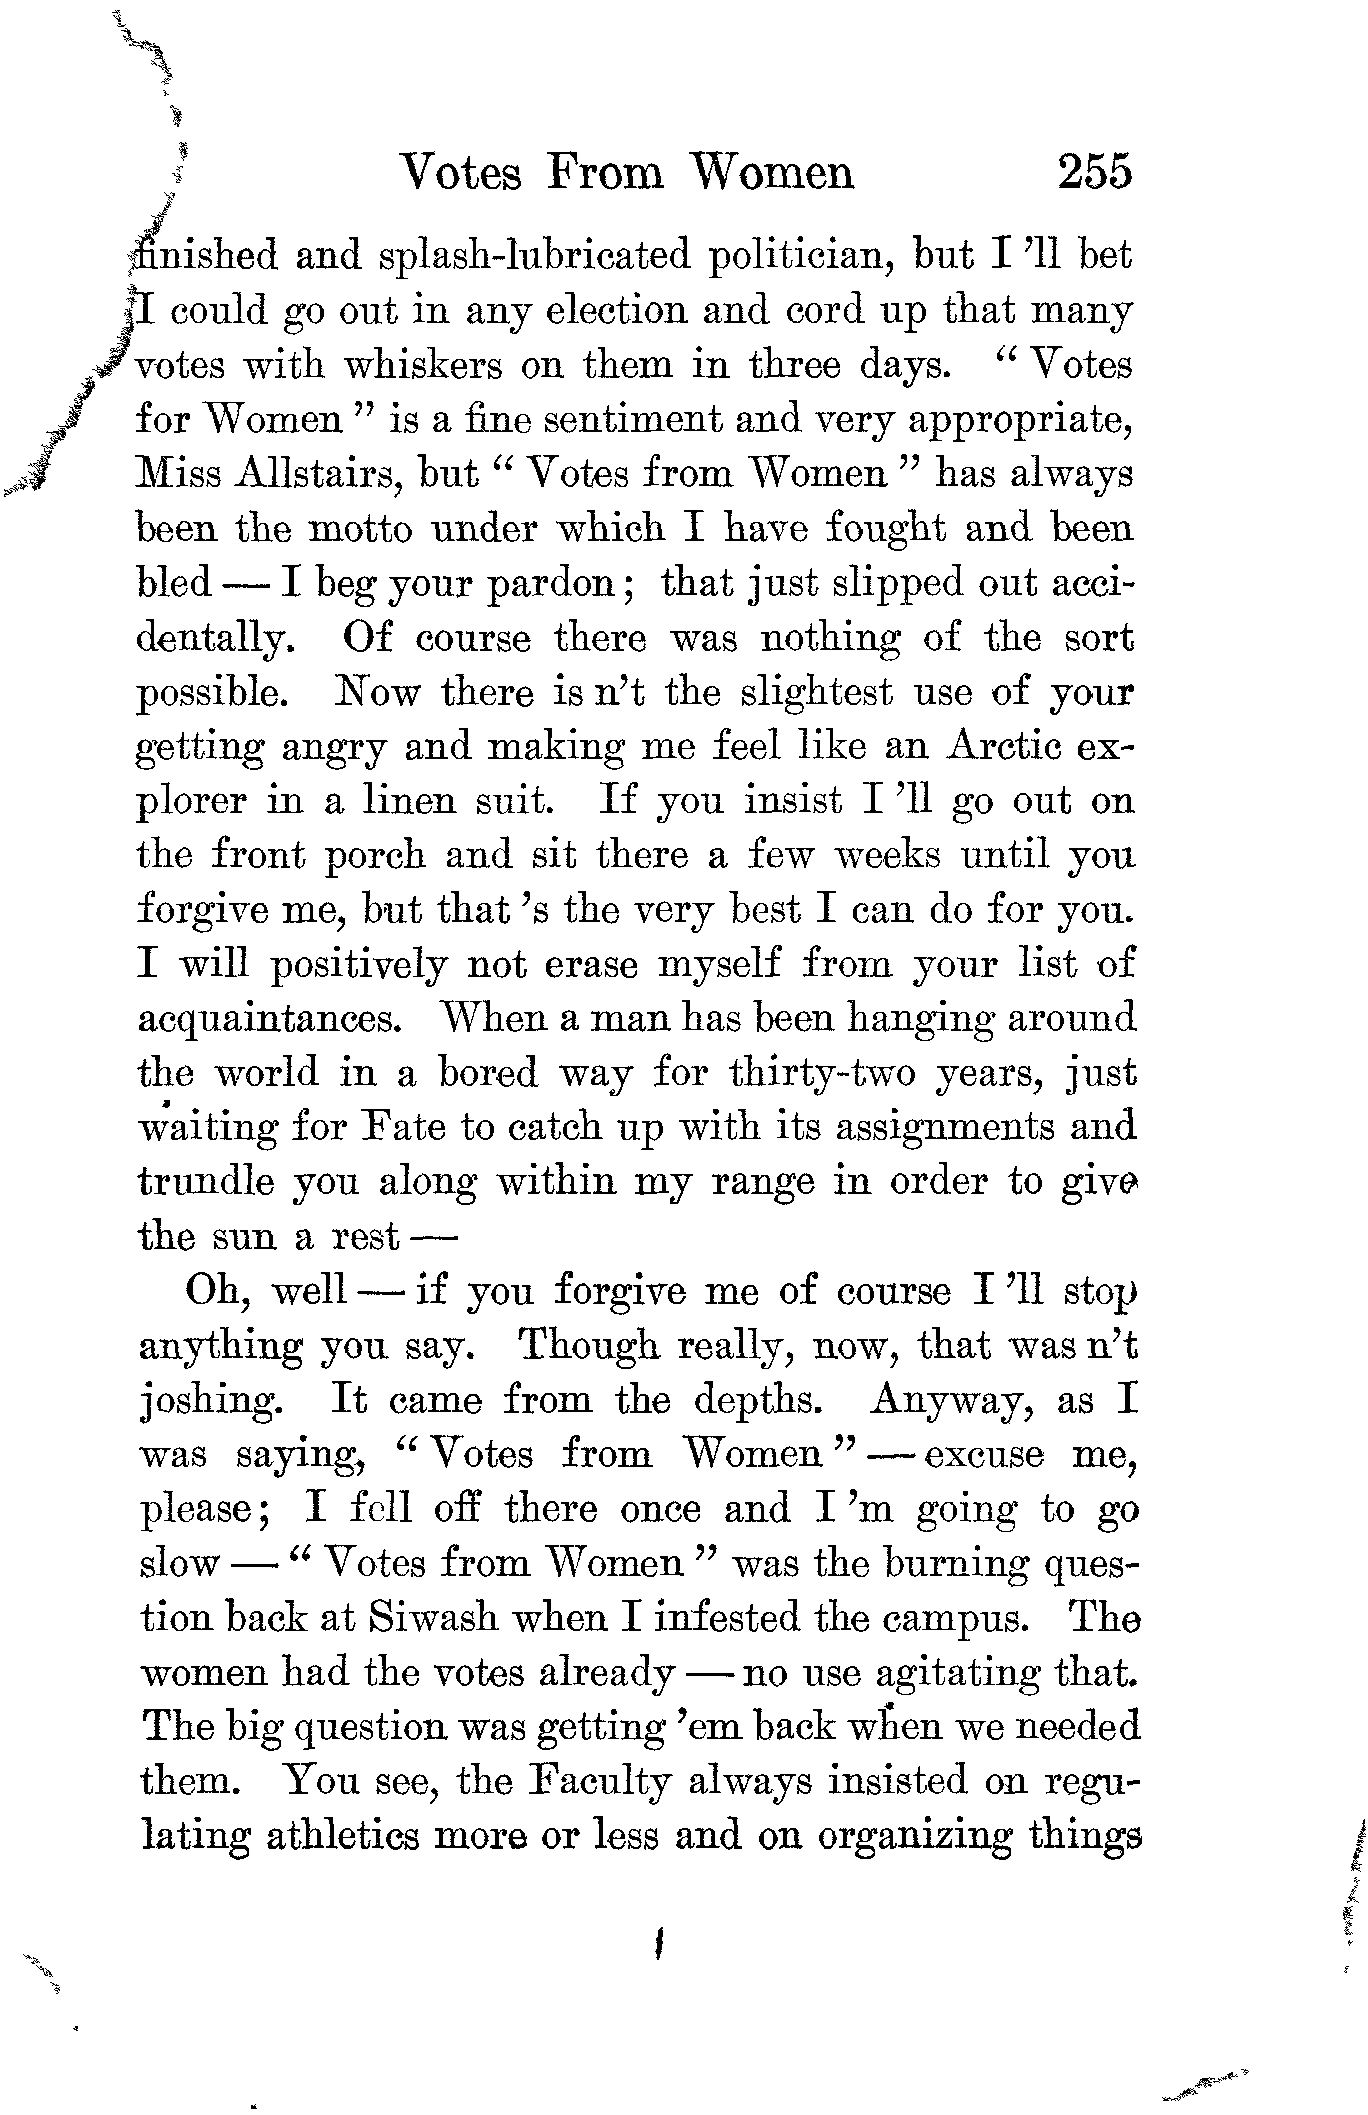 Votes From Women 255
finished and splash-lubricated politician, but I 'll bet
I could go out in any election and cord up that many
votes with whiskers on them in three days. “ Votes
for Women ” is a fine sentiment and very appropriate,
Miss Allstairs, but “ Votes from Women ” has always
been the motto under which I have fought and been
bled — I beg your pardon; that just slipped out acci-
dentally. Of course there was nothing of the sort
possible. Now there is n't the slightest use of your
getting angry and making me feel like an Arctic ex-
plorer in a linen suit. If you insist I 'll go out on
the front porch and sit there a few weeks until you
forgive me, but that 's the very best I can do for you.
I will positively not erase myself from your list of
acquaintances. When a man has been hanging around
the world in a bored way for thirty-two years, just
waiting for Fate to catch up with its assignments and
trundle you along within my range in order to give
the sun a rest —
Oh, well — if you forgive me of course I 'll stop
anything you say. Though really, now, that was n't
joshing. It came from the depths. Anyway, as I
was saying, “ Votes from Women ” — excuse me,
please; I fell off there once and I 'm going to go
slow — “ Votes from Women ” was the burning ques-
tion back at Siwash when I infested the campus. The
women had the votes already — no use agitating that.
The big question was getting 'em back when we needed
them. You see, the Faculty always insisted on regu-
lating athletics more or less and on organizing things